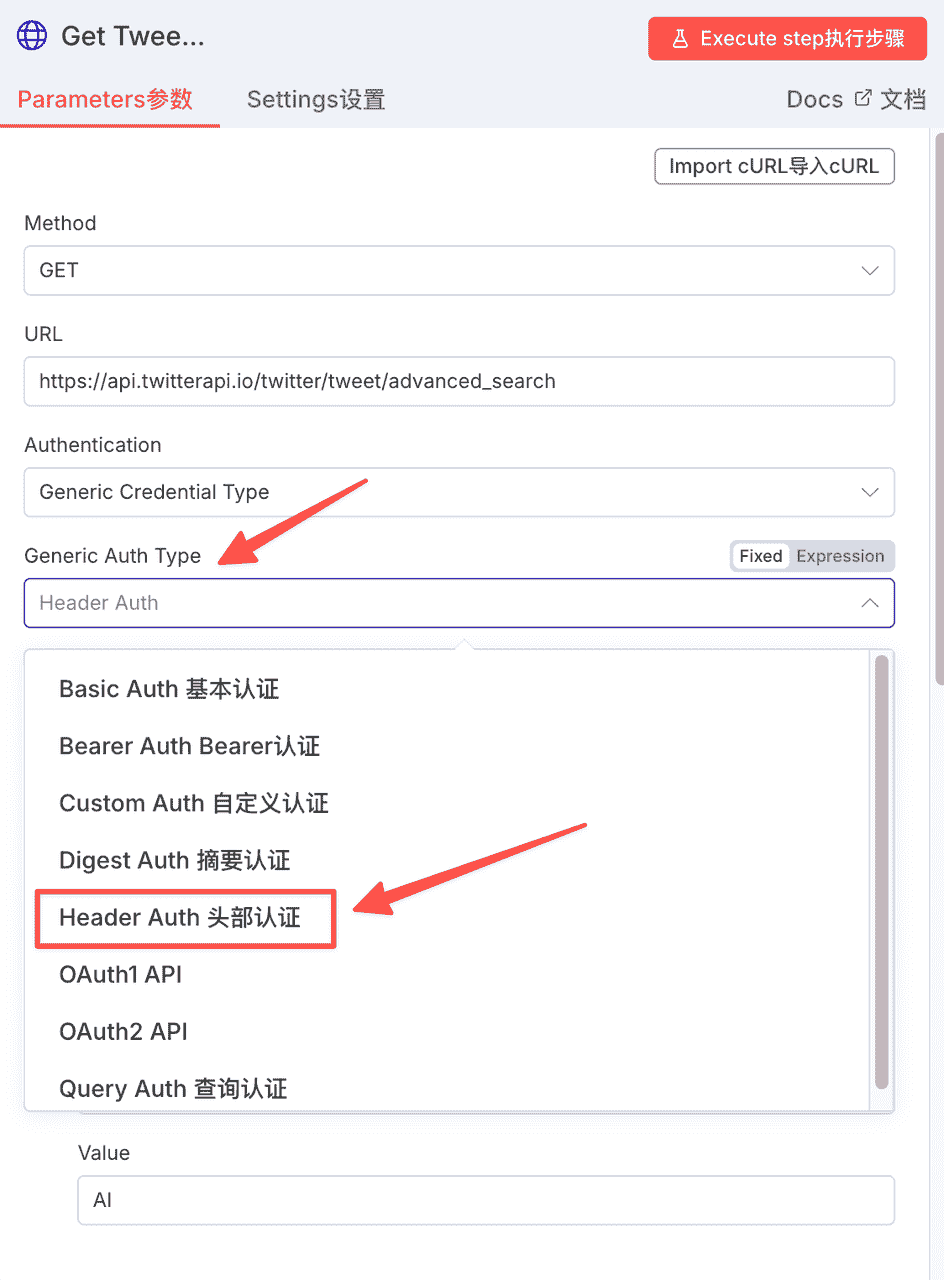 Get Twee...
Execute step执行步骤
Parameters参数
Settings设置
Docs 文档
Import cURL导入cURL
Method
GET
URL
https://api.twitterapi.io/twitter/tweet/advanced_search
Authentication
Generic Credential Type
Generic Auth Type
Fixed Expression
Header Auth
Basic Auth 基本认证
Bearer Auth Bearer认证
Custom Auth 自定义认证
Digest Auth 摘要认证
Header Auth 头部认证
OAuth1 API
OAuth2 API
Query Auth 查询认证
Value
AI